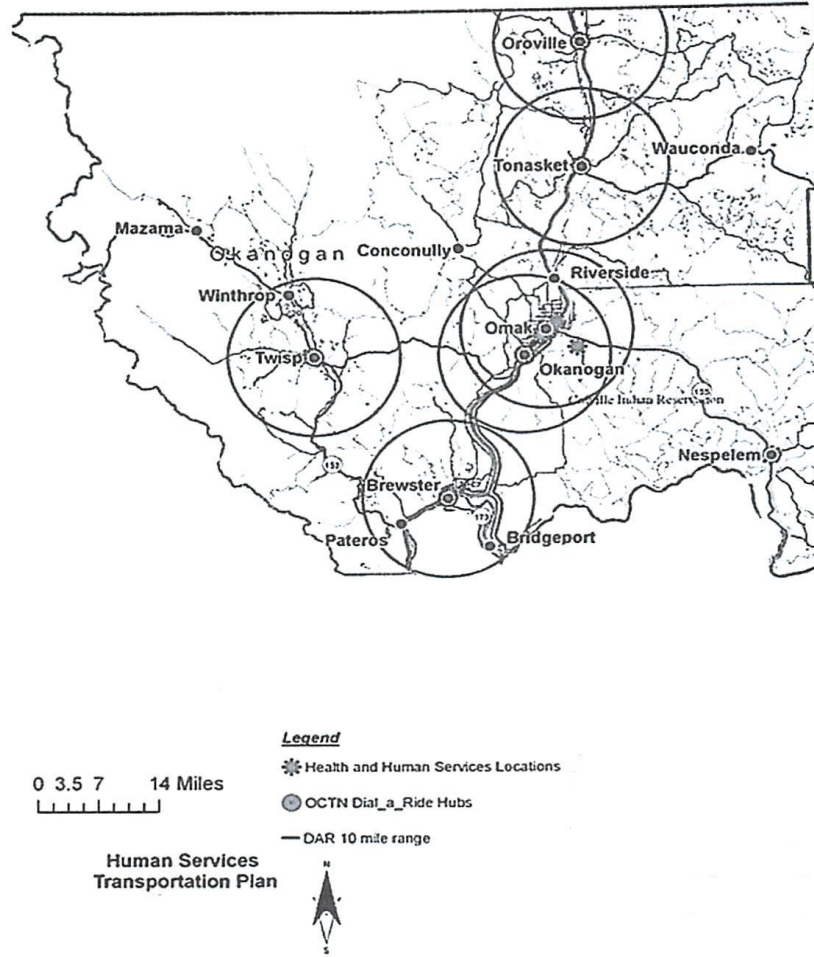 Oroville
Tonasket
Wauconda
Mazama
Okanogan
Conconully
Riverside
Winthrop
Omak
Twisp
Okanogan
Indian Reservation
155
Nespelem
153
Brewster
173
Pateros
Bridgeport
Legend
Health and Human Services Locations
OCTN Dial_a_Ride Hubs
DAR 10 mile range
0 3.5 7 14 Miles
Human Services
Transportation Plan
N
S